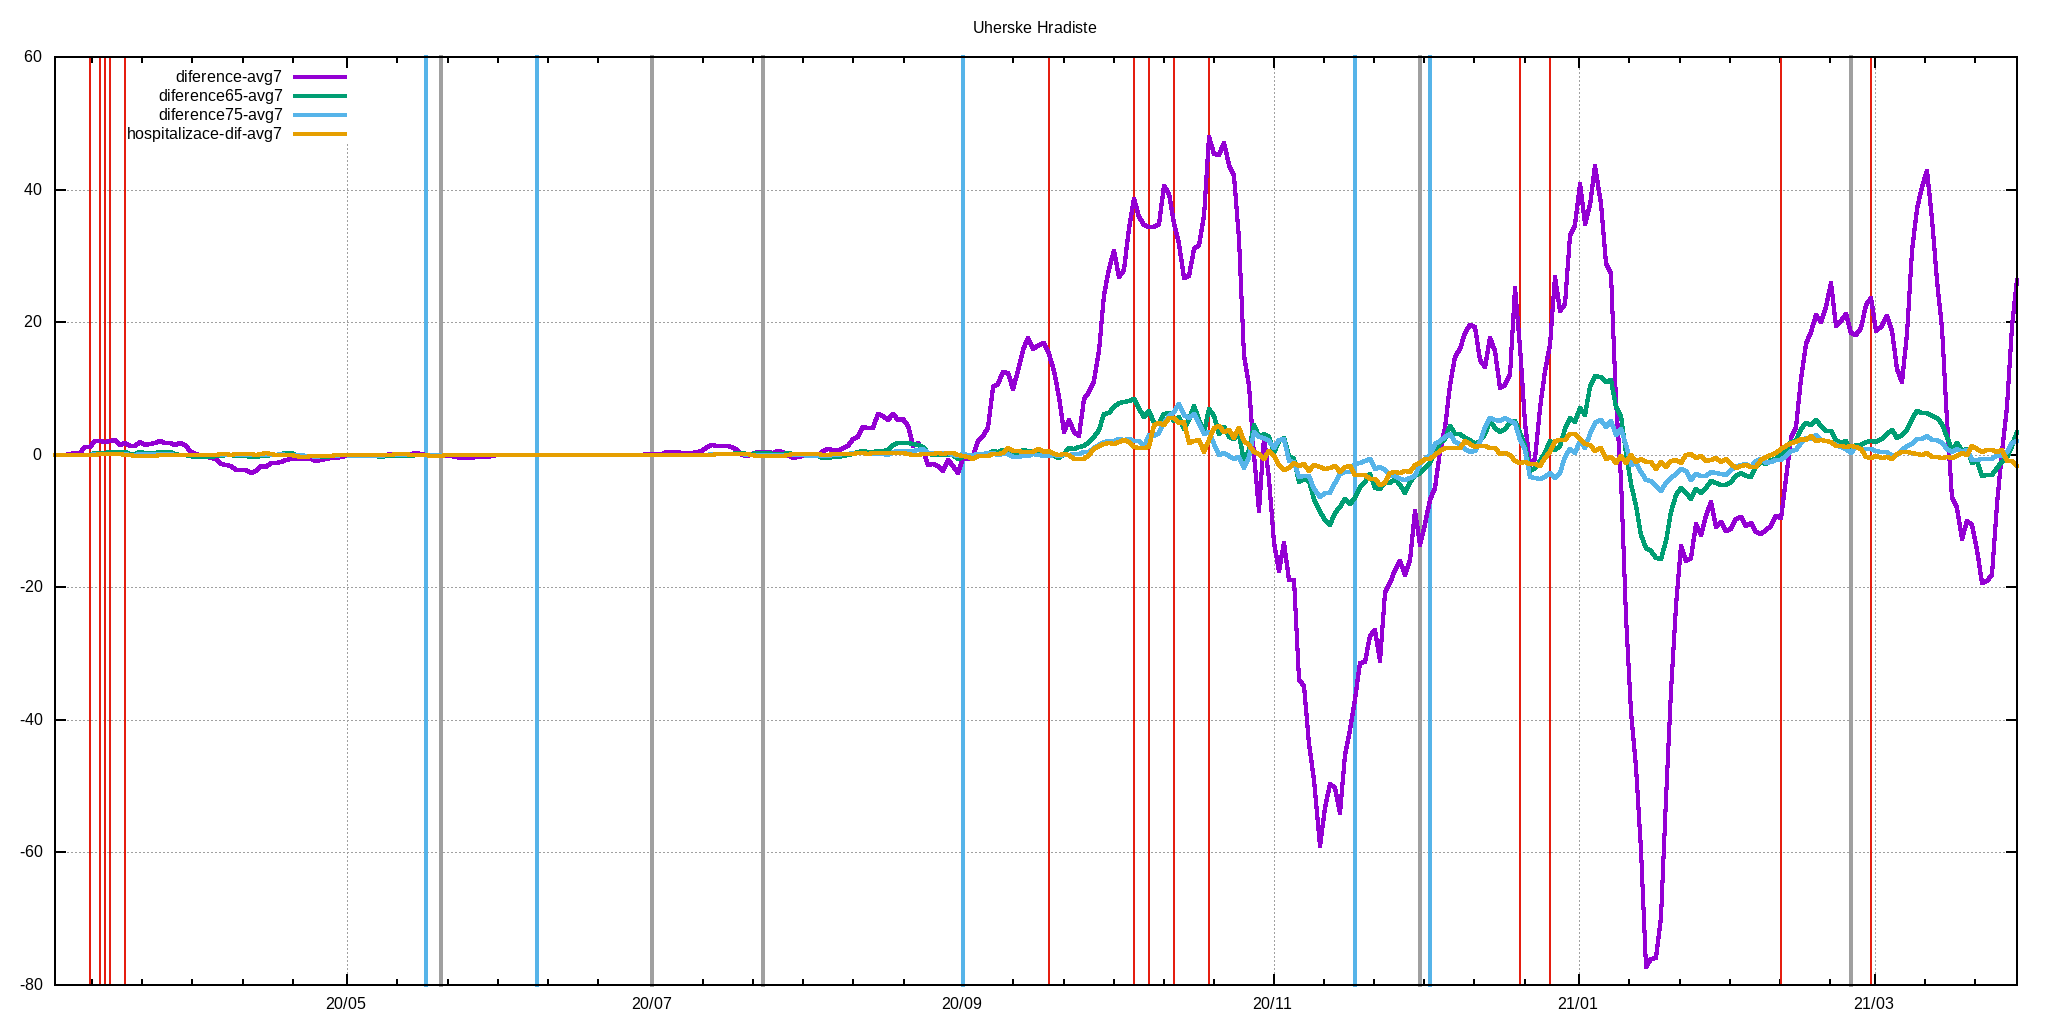 Uherske Hradiste
diference-avg7
diference65-avg7
diference75-avg7
hospitalizace-dif-avg7
60
40
20
0
-20
-40
-60
-80
20/05 20/07 20/09 20/11 21/01 21/03